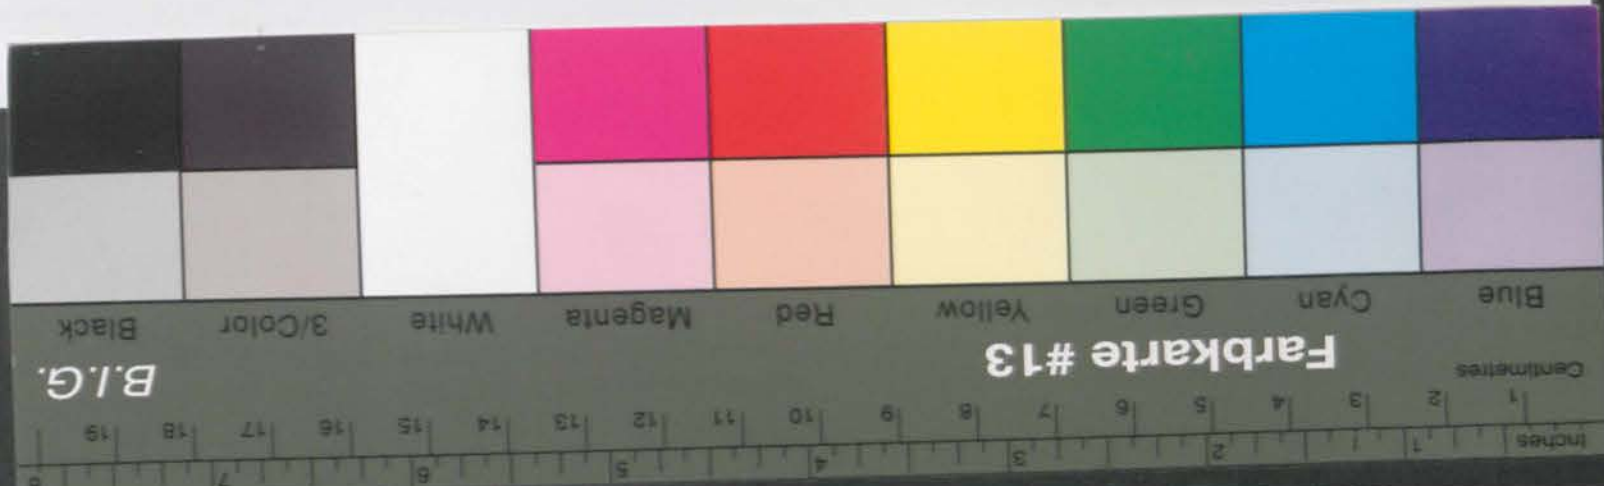 Inches 1 2 3 4 5 6 7 8
1 2 3 4 5 6 7 8 9 10 11 12 13 14 15 16 17 18 19
Centimetres
Farbkarte #13 B.I.G.
Blue Cyan Green Yellow Red Magenta White 3/Color Black